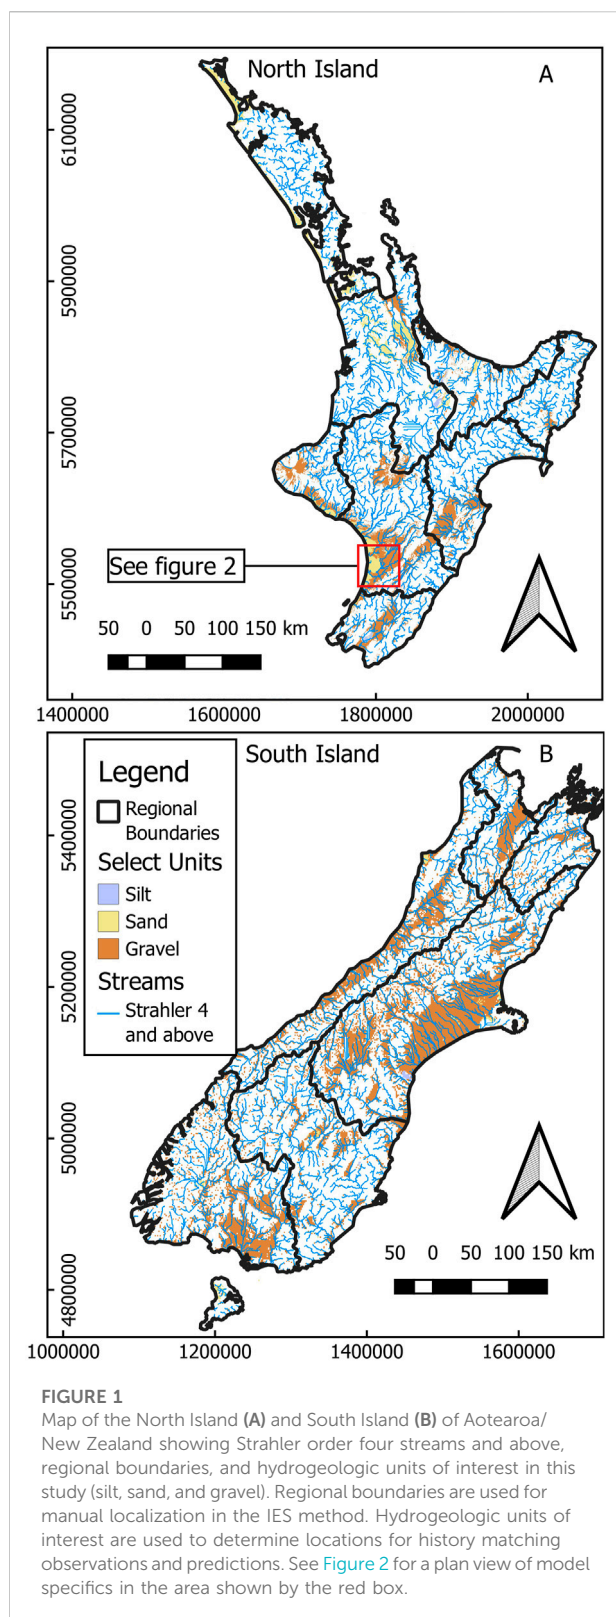 North Island
A
6100000
5900000
5700000
5500000
See figure 2
50 0 50 100 150 km
1400000 1600000 1800000 2000000
South Island
B
Legend
Regional
Boundaries
Select Units
Silt
Sand
Gravel
Streams
Strahler 4
and above
5400000
5200000
5000000
4800000
50 0 50 100 150 km
1000000 1200000 1400000 1600000
FIGURE 1
Map of the North Island (A) and South Island (B) of Aotearoa/
New Zealand showing Strahler order four streams and above,
regional boundaries, and hydrogeologic units of interest in this
study (silt, sand, and gravel). Regional boundaries are used for
manual localization in the IES method. Hydrogeologic units of
interest are used to determine locations for history matching
observations and predictions. See Figure 2 for a plan view of model
specifics in the area shown by the red box.